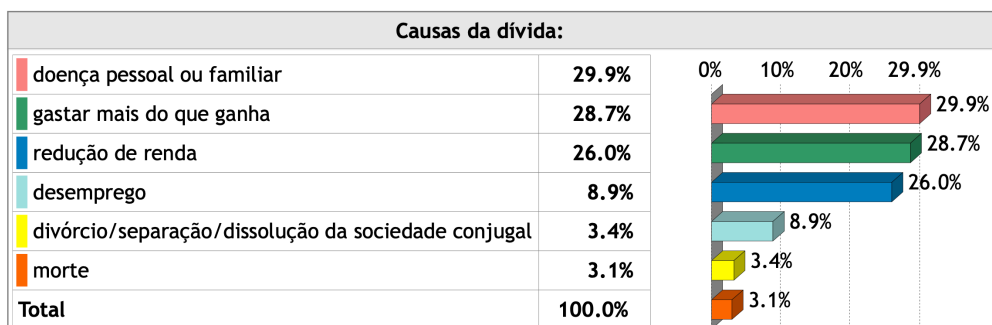 Causas da dívida:
doença pessoal ou familiar 29.9%
gastar mais do que ganha 28.7%
redução de renda 26.0%
desemprego 8.9%
divórcio/separação/dissolução da sociedade conjugal 3.4%
morte 3.1%
Total 100.0%
0% 10% 20% 29.9%
29.9%
28.7%
26.0%
8.9%
3.4%
3.1%